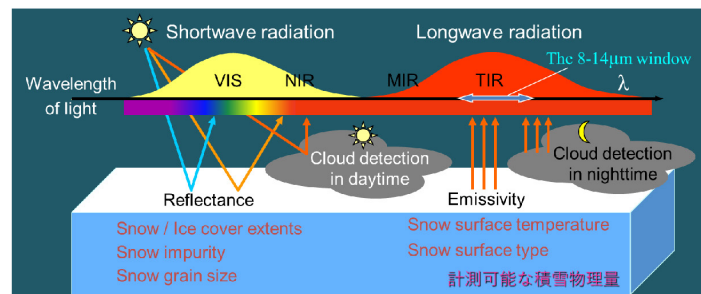 Shortwave radiation
Longwave radiation
The 8-14μm window
Wavelength
of light
VIS
NIR
MIR
TIR
λ
Cloud detection
in daytime
Cloud detection
in nighttime
Reflectance
Emissivity
Snow / Ice cover extents
Snow impurity
Snow grain size
Snow surface temperature
Snow surface type
計測可能な積雪物理量